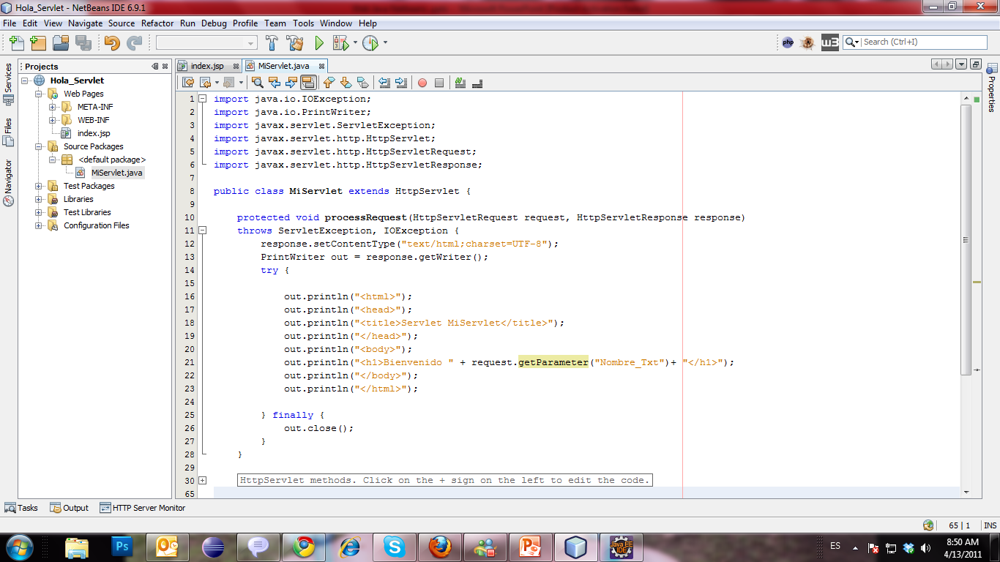 Hola_Servlet - NetBeans IDE 6.9.1
File Edit View Navigate Source Refactor Run Debug Profile Team Tools Window Help
php w3 Search (Ctrl+I)
Services
Files
Navigator
Projects
Hola_Servlet
Web Pages
META-INF
WEB-INF
index.jsp
Source Packages
<default package>
MiServlet.java
Test Packages
Libraries
Test Libraries
Configuration Files
index.jsp MiServlet.java
1 import java.io.IOException;
2 import java.io.PrintWriter;
3 import javax.servlet.ServletException;
4 import javax.servlet.http.HttpServlet;
5 import javax.servlet.http.HttpServletRequest;
6 import javax.servlet.http.HttpServletResponse;
7
8 public class MiServlet extends HttpServlet {
9
10 protected void processRequest(HttpServletRequest request, HttpServletResponse response)
11 throws ServletException, IOException {
12 response.setContentType("text/html;charset=UTF-8");
13 PrintWriter out = response.getWriter();
14 try {
15
16 out.println("<html>");
17 out.println("<head>");
18 out.println("<title>Servlet MiServlet</title>");
19 out.println("</head>");
20 out.println("<body>");
21 out.println("<h1>Bienvenido " + request.getParameter("Nombre_Txt")+ "</h1>");
22 out.println("</body>");
23 out.println("</html>");
24
25 } finally {
26 out.close();
27 }
28 }
29
30 HttpServlet methods. Click on the + sign on the left to edit the code.
65
Properties
Tasks Output HTTP Server Monitor
65 | 1 INS
Ps
Java EE
IDE
ES
8:50 AM
4/13/2011